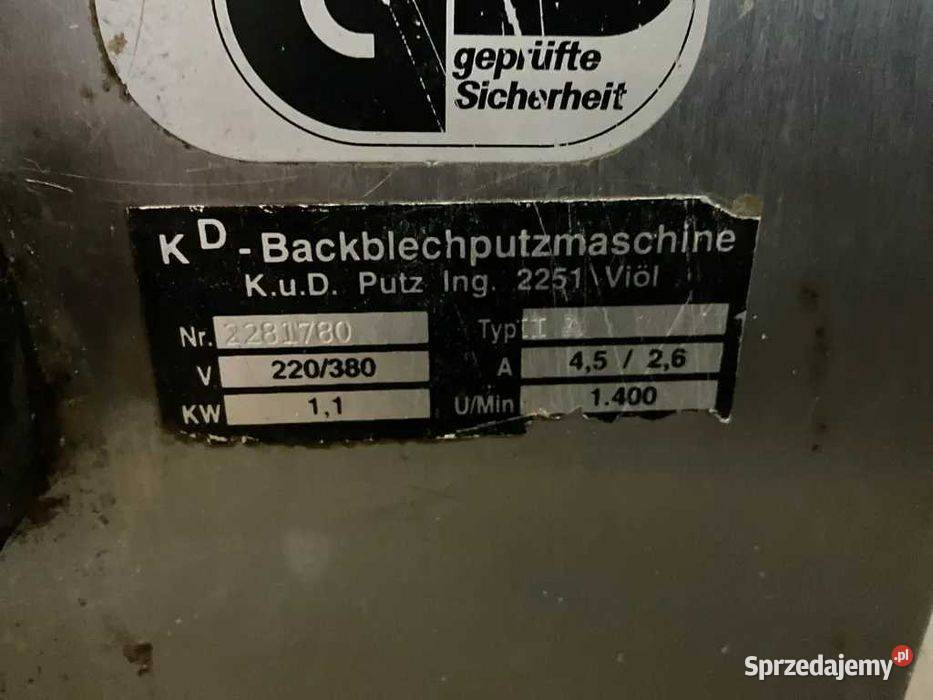 geprüfte
Sicherheit
KD-Backblechputzmaschine
K.u.D. Putz Ing. 2251 Viöl
Nr. 2281780 Typ II
V 220/380 A 4,5 / 2,6
KW 1,1 U/Min 1.400
Sprzedajemy.pl